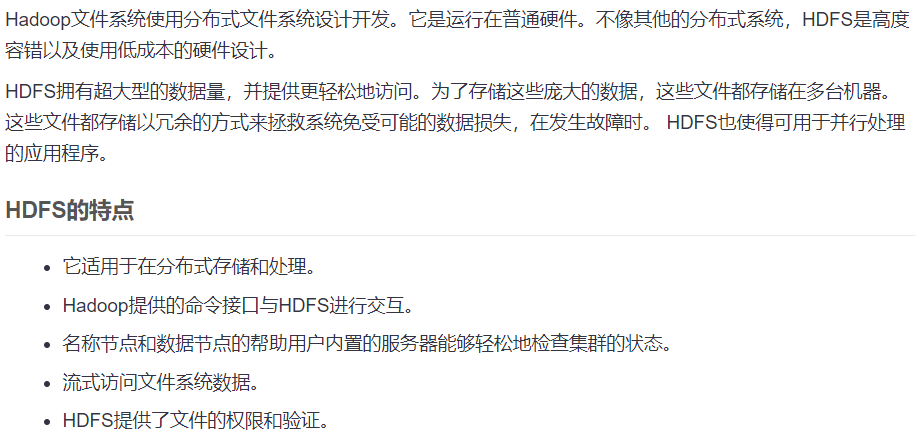 Hadoop文件系统使用分布式文件系统设计开发。它是运行在普通硬件。不像其他的分布式系统，HDFS是高度
容错以及使用低成本的硬件设计。
HDFS拥有超大型的数据量，并提供更轻松地访问。为了存储这些庞大的数据，这些文件都存储在多台机器。
这些文件都存储以冗余的方式来拯救系统免受可能的数据损失，在发生故障时。 HDFS也使得可用于并行处理
的应用程序。
HDFS的特点
• 它适用于在分布式存储和处理。
• Hadoop提供的命令接口与HDFS进行交互。
• 名称节点和数据节点的帮助用户内置的服务器能够轻松地检查集群的状态。
• 流式访问文件系统数据。
• HDFS提供了文件的权限和验证。